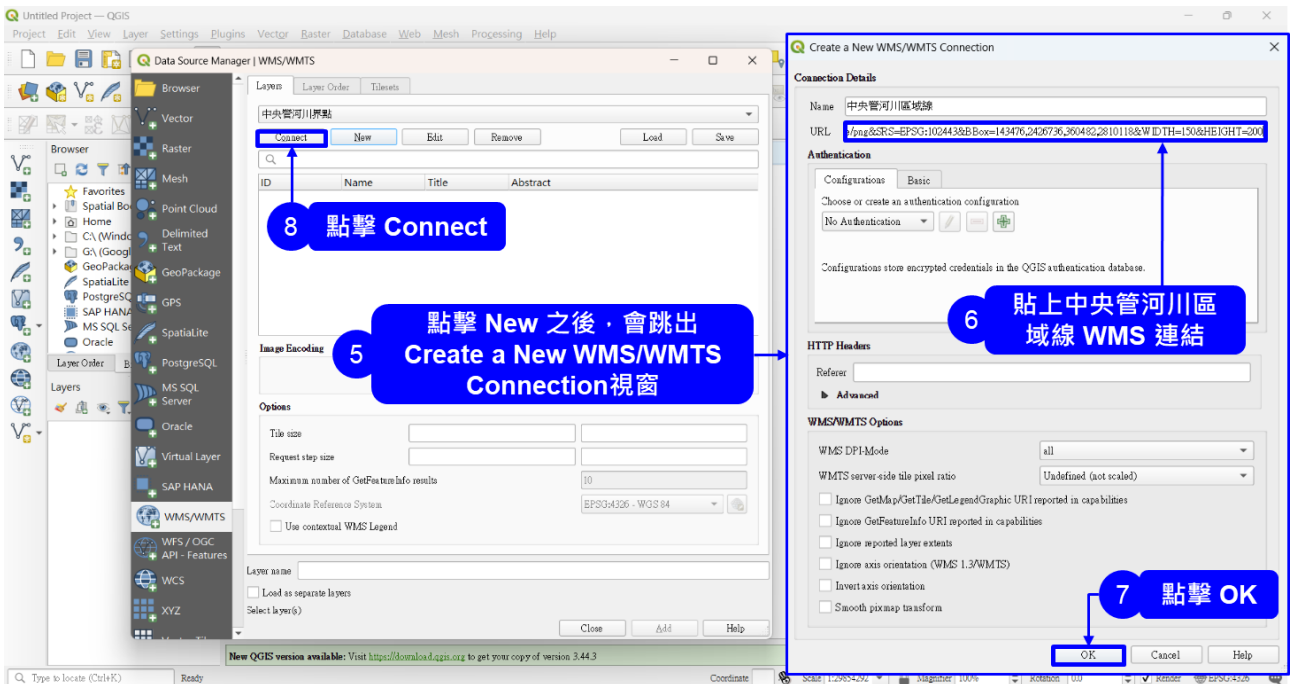 Untitled Project — QGIS
Project Edit View Layer Settings Plugins Vector Raster Database Web Mesh Processing Help
Data Source Manager | WMS/WMTS
Browser
Vector
Raster
Mesh
Point Cloud
Delimited
Text
GeoPackage
GPS
SpatiaLite
PostgreSQL
MS SQL
Server
Oracle
Virtual Layer
SAP HANA
WMS/WMTS
WFS / OGC
API - Features
WCS
XYZ
Browser
Favorites
Spatial Bo
Home
C:\ (Windo
G:\ (Googl
GeoPacka
SpatiaLite
PostgreSQ
SAP HANA
MS SQL Se
Oracle
Layer Order B
Layers
Layers Layer Order Tilesets
中央管河川界點
Connect New Edit Remove Load Save
ID Name Title Abstract
8 點擊 Connect
5 點擊 New 之後，會跳出
Create a New WMS/WMTS
Connection視窗
Image Encoding
Options
Tile size
Request step size
Maximum number of GetFeatureInfo results 10
Coordinate Reference System EPSG:4326 - WGS 84
Use contextual WMS Legend
Layer name
Load as separate layers
Select layer(s)
Close Add Help
New QGIS version available: Visit https://download.qgis.org to get your copy of version 3.44.3
Type to locate (Ctrl+K) Ready Coordinate Scale 1:29854292 Magnifier 100% Rotation 0.0 Render EPSG:4326
Create a New WMS/WMTS Connection
Connection Details
Name 中央管河川區域線
URL e/png&SRS=EPSG:102443&BBox=143476,2426736,360482,2810118&WIDTH=150&HEIGHT=200
Authentication
Configurations Basic
Choose or create an authentication configuration
No Authentication
Configurations store encrypted credentials in the QGIS authentication database.
6 貼上中央管河川區
域線 WMS 連結
HTTP Headers
Referer
Advanced
WMS/WMTS Options
WMS DPI-Mode all
WMTS server-side tile pixel ratio Undefined (not scaled)
Ignore GetMap/GetTile/GetLegendGraphic URI reported in capabilities
Ignore GetFeatureInfo URI reported in capabilities
Ignore reported layer extents
Ignore axis orientation (WMS 1.3/WMTS)
Invert axis orientation
Smooth pixmap transform
7 點擊 OK
OK Cancel Help